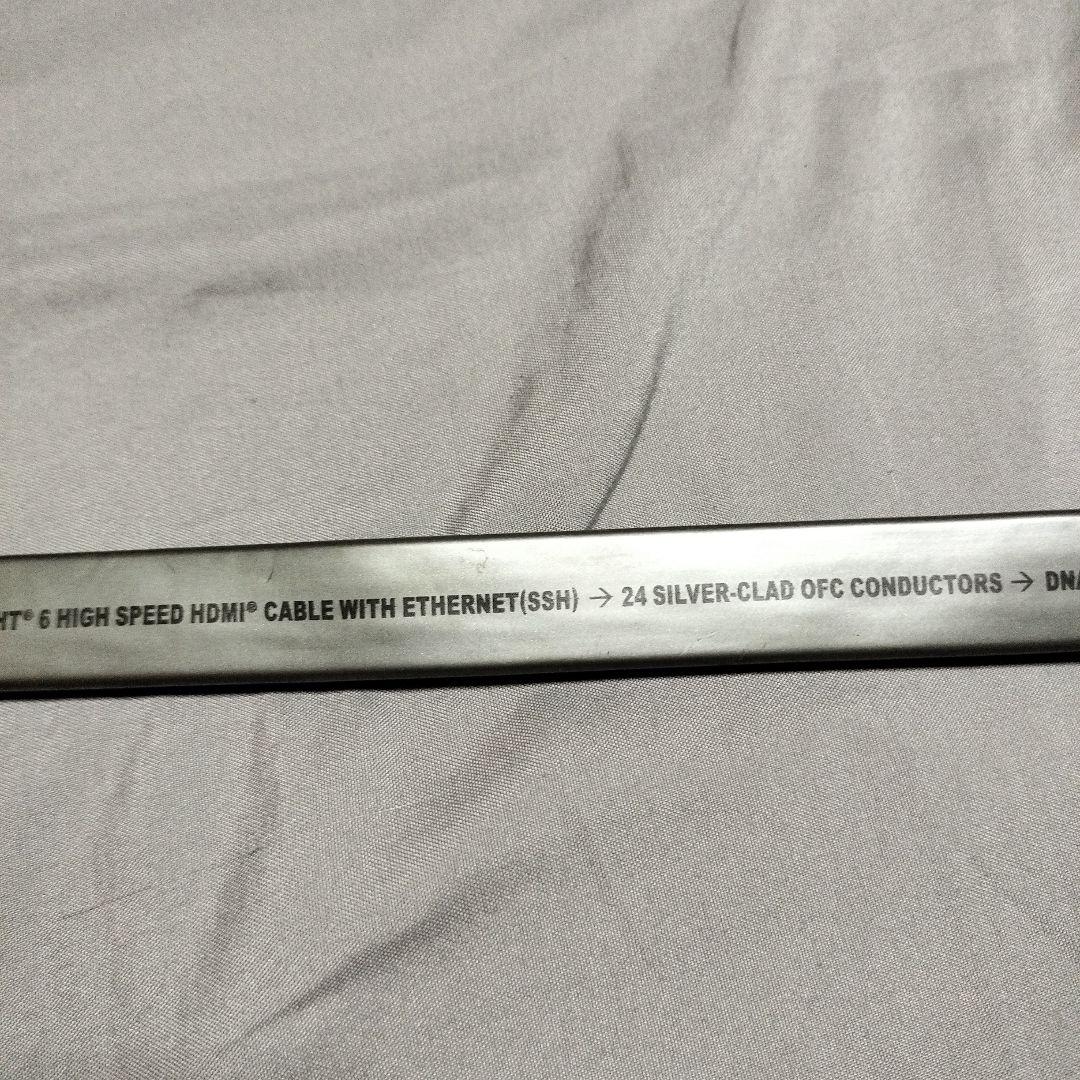 HT® 6 HIGH SPEED HDMI® CABLE WITH ETHERNET(SSH) → 24 SILVER-CLAD OFC CONDUCTORS → DNA